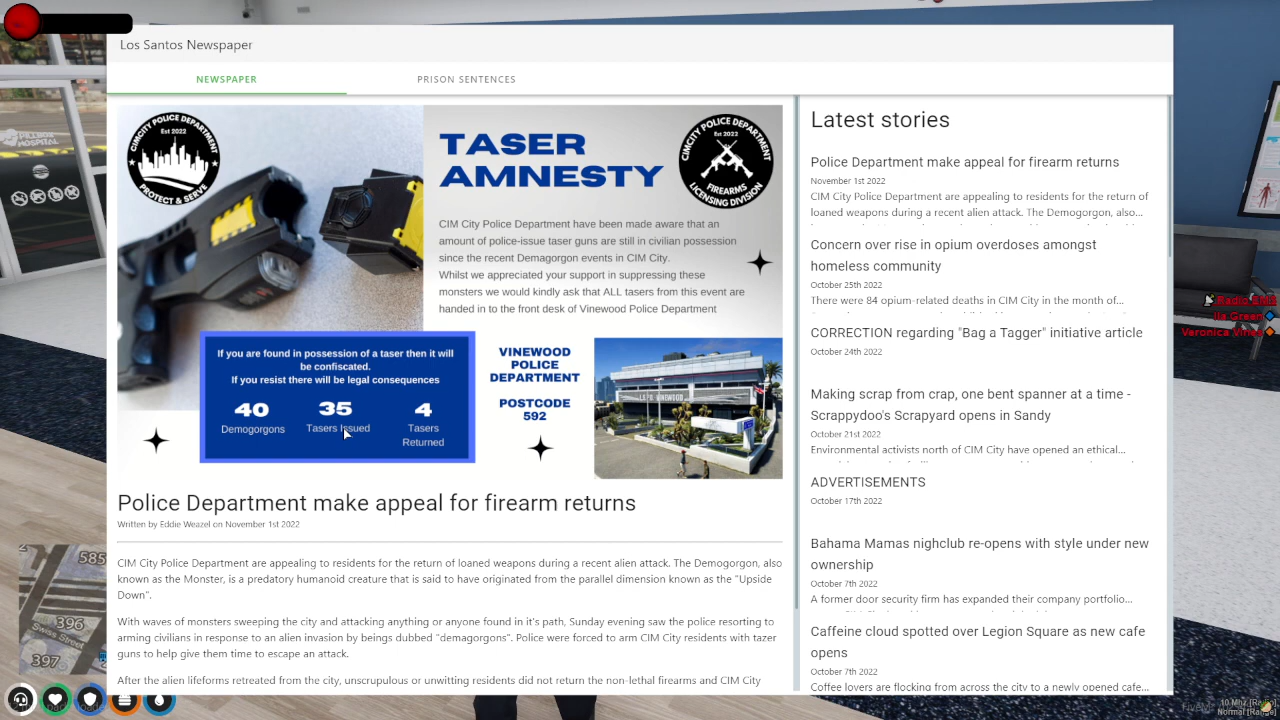 Los Santos Newspaper
NEWSPAPER
PRISON SENTENCES
CIMCITY POLICE DEPARTMENT
Est 2022
PROTECT & SERVE
TASER
AMNESTY
CIMCITY POLICE DEPARTMENT
Est 2023
FIREARMS
LICENSING DIVISION
CIM City Police Department have been made aware that an
amount of police-issue taser guns are still in civilian possession
since the recent Demagorgon events in CIM City.
Whilst we appreciated your support in suppressing these
monsters we would kindly ask that ALL tasers from this event are
handed in to the front desk of Vinewood Police Department
If you are found in possession of a taser then it will
be confiscated.
If you resist there will be legal consequences
40
Demogorgons
35
Tasers Issued
4
Tasers
Returned
VINEWOOD
POLICE
DEPARTMENT
POSTCODE
592
Police Department make appeal for firearm returns
Written by Eddie Weazel on November 1st 2022
CIM City Police Department are appealing to residents for the return of loaned weapons during a recent alien attack. The Demogorgon, also
known as the Monster, is a predatory humanoid creature that is said to have originated from the parallel dimension known as the "Upside
Down".
With waves of monsters sweeping the city and attacking anything or anyone found in it's path, Sunday evening saw the police resorting to
arming civilians in response to an alien invasion by beings dubbed "demagorgons". Police were forced to arm CIM City residents with tazer
guns to help give them time to escape an attack.
After the alien lifeforms retreated from the city, unscrupulous or unwitting residents did not return the non-lethal firearms and CIM City
Latest stories
Police Department make appeal for firearm returns
November 1st 2022
CIM City Police Department are appealing to residents for the return of
loaned weapons during a recent alien attack. The Demogorgon, also...
Concern over rise in opium overdoses amongst
homeless community
October 25th 2022
There were 84 opium-related deaths in CIM City in the month of...
CORRECTION regarding "Bag a Tagger" initiative article
October 24th 2022
Making scrap from crap, one bent spanner at a time -
Scrappydoo's Scrapyard opens in Sandy
October 21st 2022
Environmental activists north of CIM City have opened an ethical...
ADVERTISEMENTS
October 17th 2022
Bahama Mamas nighclub re-opens with style under new
ownership
October 7th 2022
A former door security firm has expanded their company portfolio...
Caffeine cloud spotted over Legion Square as new cafe
opens
October 7th 2022
Coffee lovers are flocking from across the city to a newly opened cafe...
PILLBOX
HOSPITAL
585
396
Swiss Street
397
Radio List
Ila Green
Veronica Vines
10 Mhz [Radio]
Normal [Range]